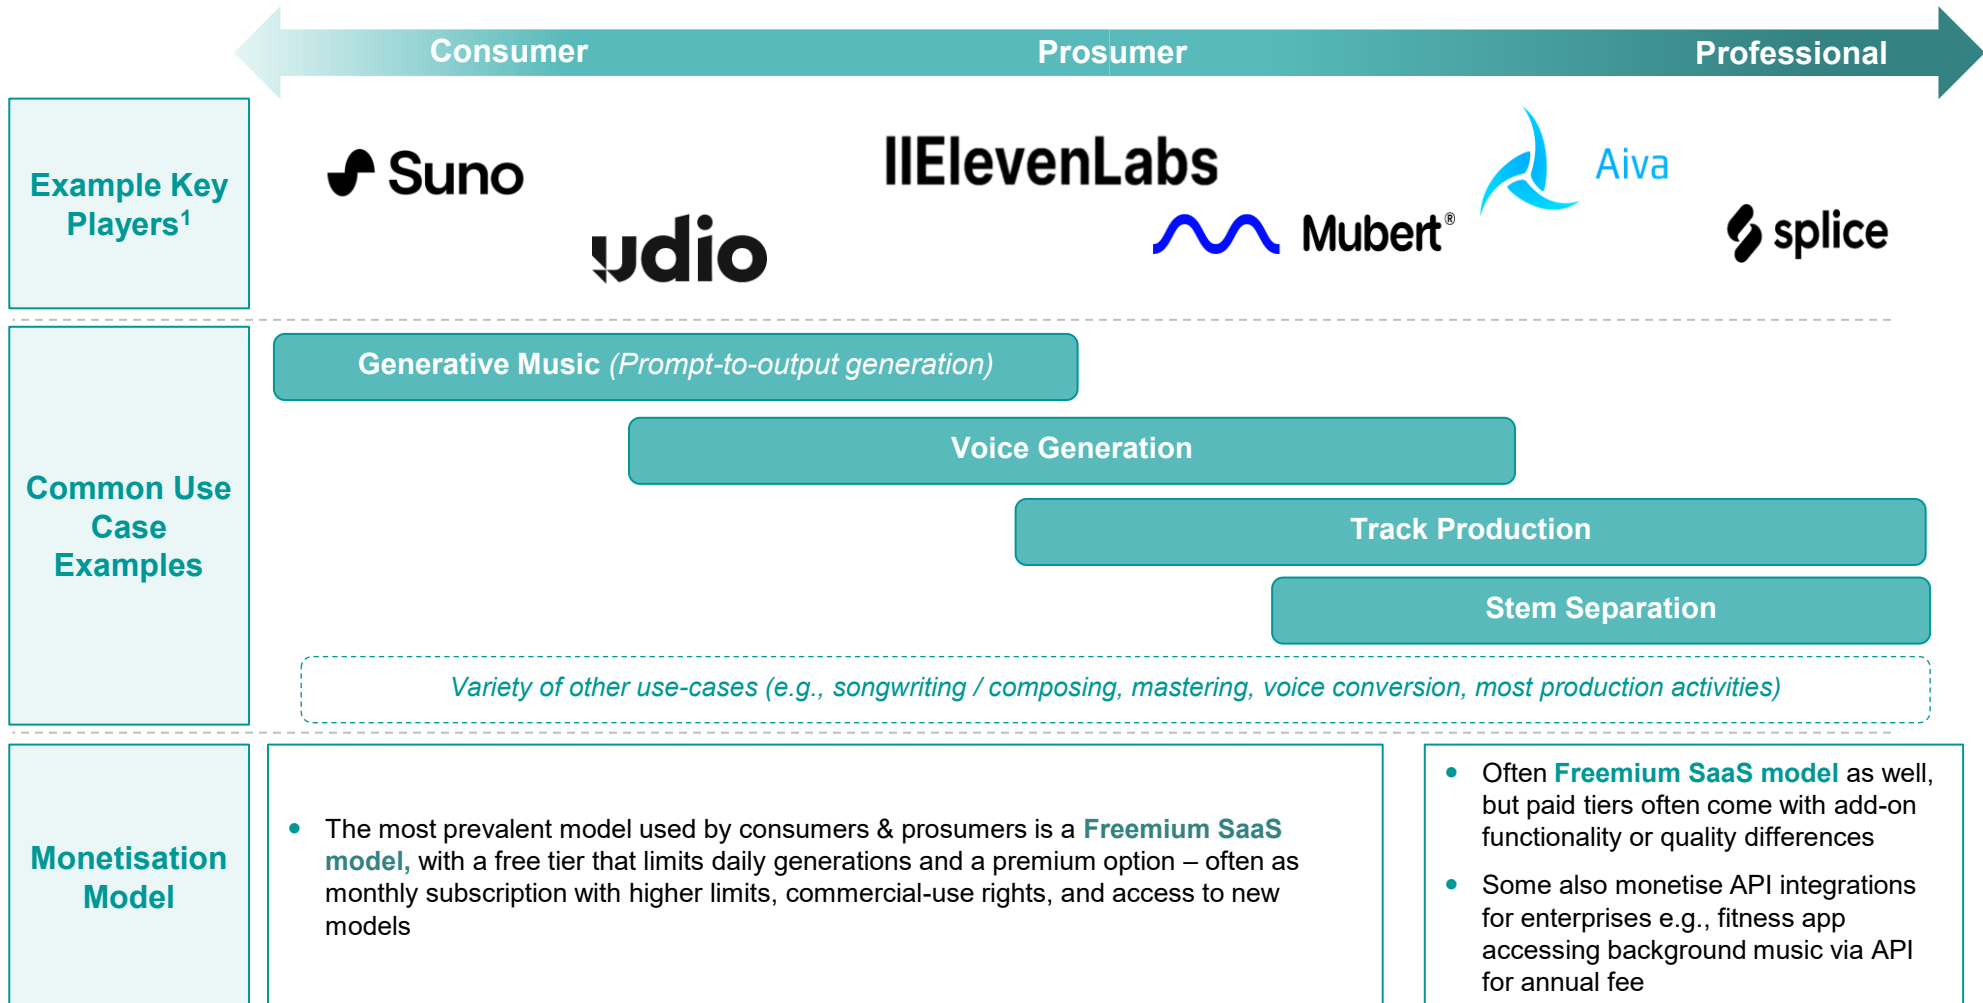 Consumer Prosumer Professional
Example Key
Players¹
Suno
udio
IIElevenLabs
Mubert®
Aiva
splice
Common Use
Case
Examples
Generative Music (Prompt-to-output generation)
Voice Generation
Track Production
Stem Separation
Variety of other use-cases (e.g., songwriting / composing, mastering, voice conversion, most production activities)
Monetisation
Model
• The most prevalent model used by consumers & prosumers is a Freemium SaaS
model, with a free tier that limits daily generations and a premium option – often as
monthly subscription with higher limits, commercial-use rights, and access to new
models
• Often Freemium SaaS model as well,
but paid tiers often come with add-on
functionality or quality differences
• Some also monetise API integrations
for enterprises e.g., fitness app
accessing background music via API
for annual fee